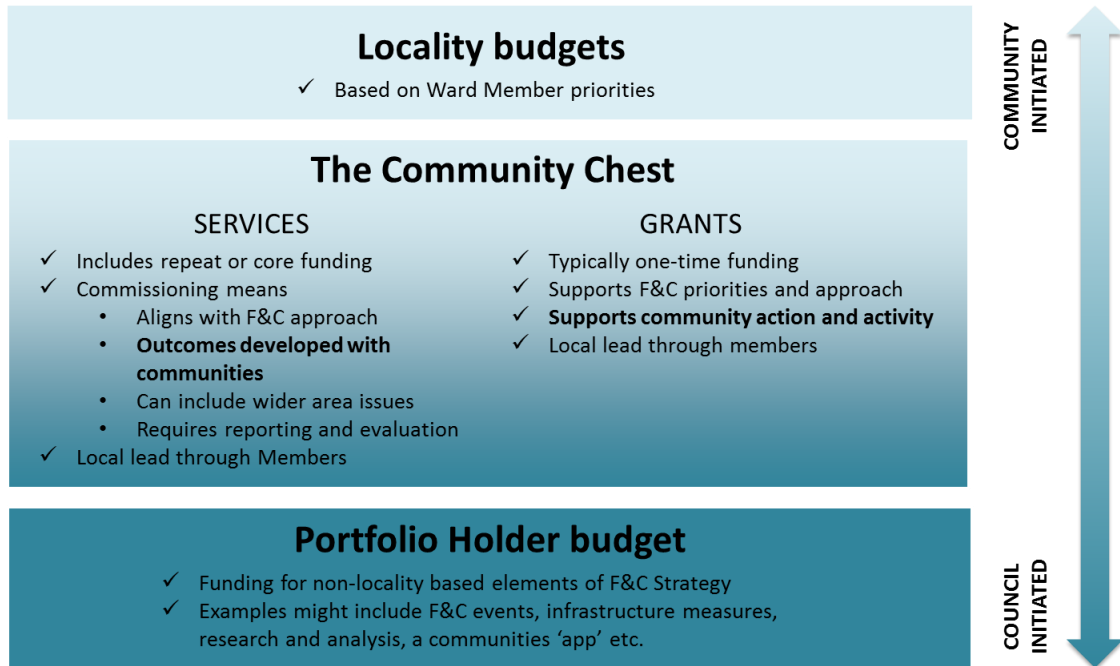 Locality budgets
✓ Based on Ward Member priorities
COMMUNITY
INITIATED
The Community Chest
SERVICES
✓ Includes repeat or core funding
✓ Commissioning means
• Aligns with F&C approach
• Outcomes developed with
communities
• Can include wider area issues
• Requires reporting and evaluation
✓ Local lead through Members
GRANTS
✓ Typically one-time funding
✓ Supports F&C priorities and approach
✓ Supports community action and activity
✓ Local lead through members
Portfolio Holder budget
✓ Funding for non-locality based elements of F&C Strategy
✓ Examples might include F&C events, infrastructure measures,
research and analysis, a communities ‘app’ etc.
COUNCIL
INITIATED